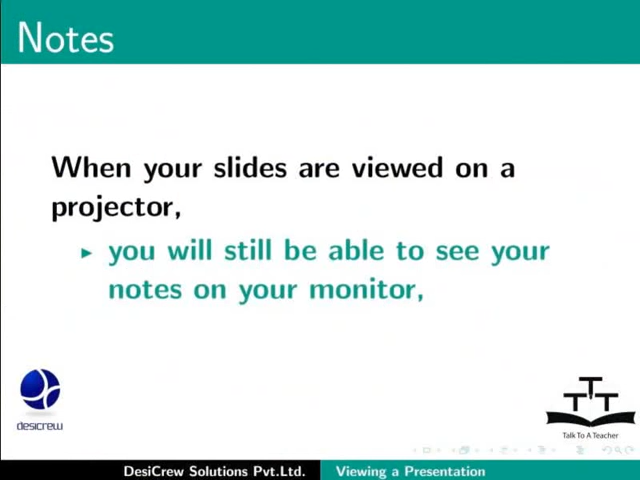 Notes
When your slides are viewed on a
projector,
you will still be able to see your
notes on your monitor,
desicrew
TTT
Talk To A Teacher
DesiCrew Solutions Pvt.Ltd. Viewing a Presentation